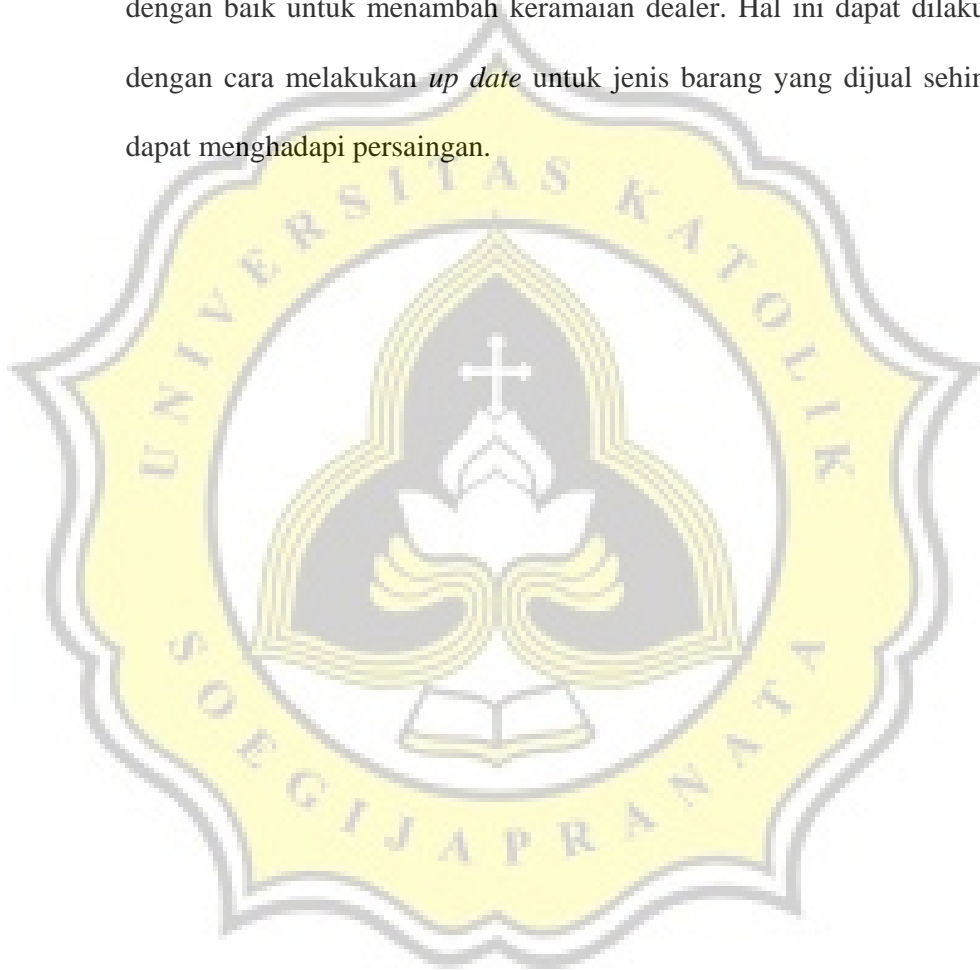 dengan baik untuk menambah keramaian dealer. Hal ini dapat dilaku
dengan cara melakukan up date untuk jenis barang yang dijual sehin
dapat menghadapi persaingan.
UNIVERSITAS KATOLIK
SOEGIJAPRANATA